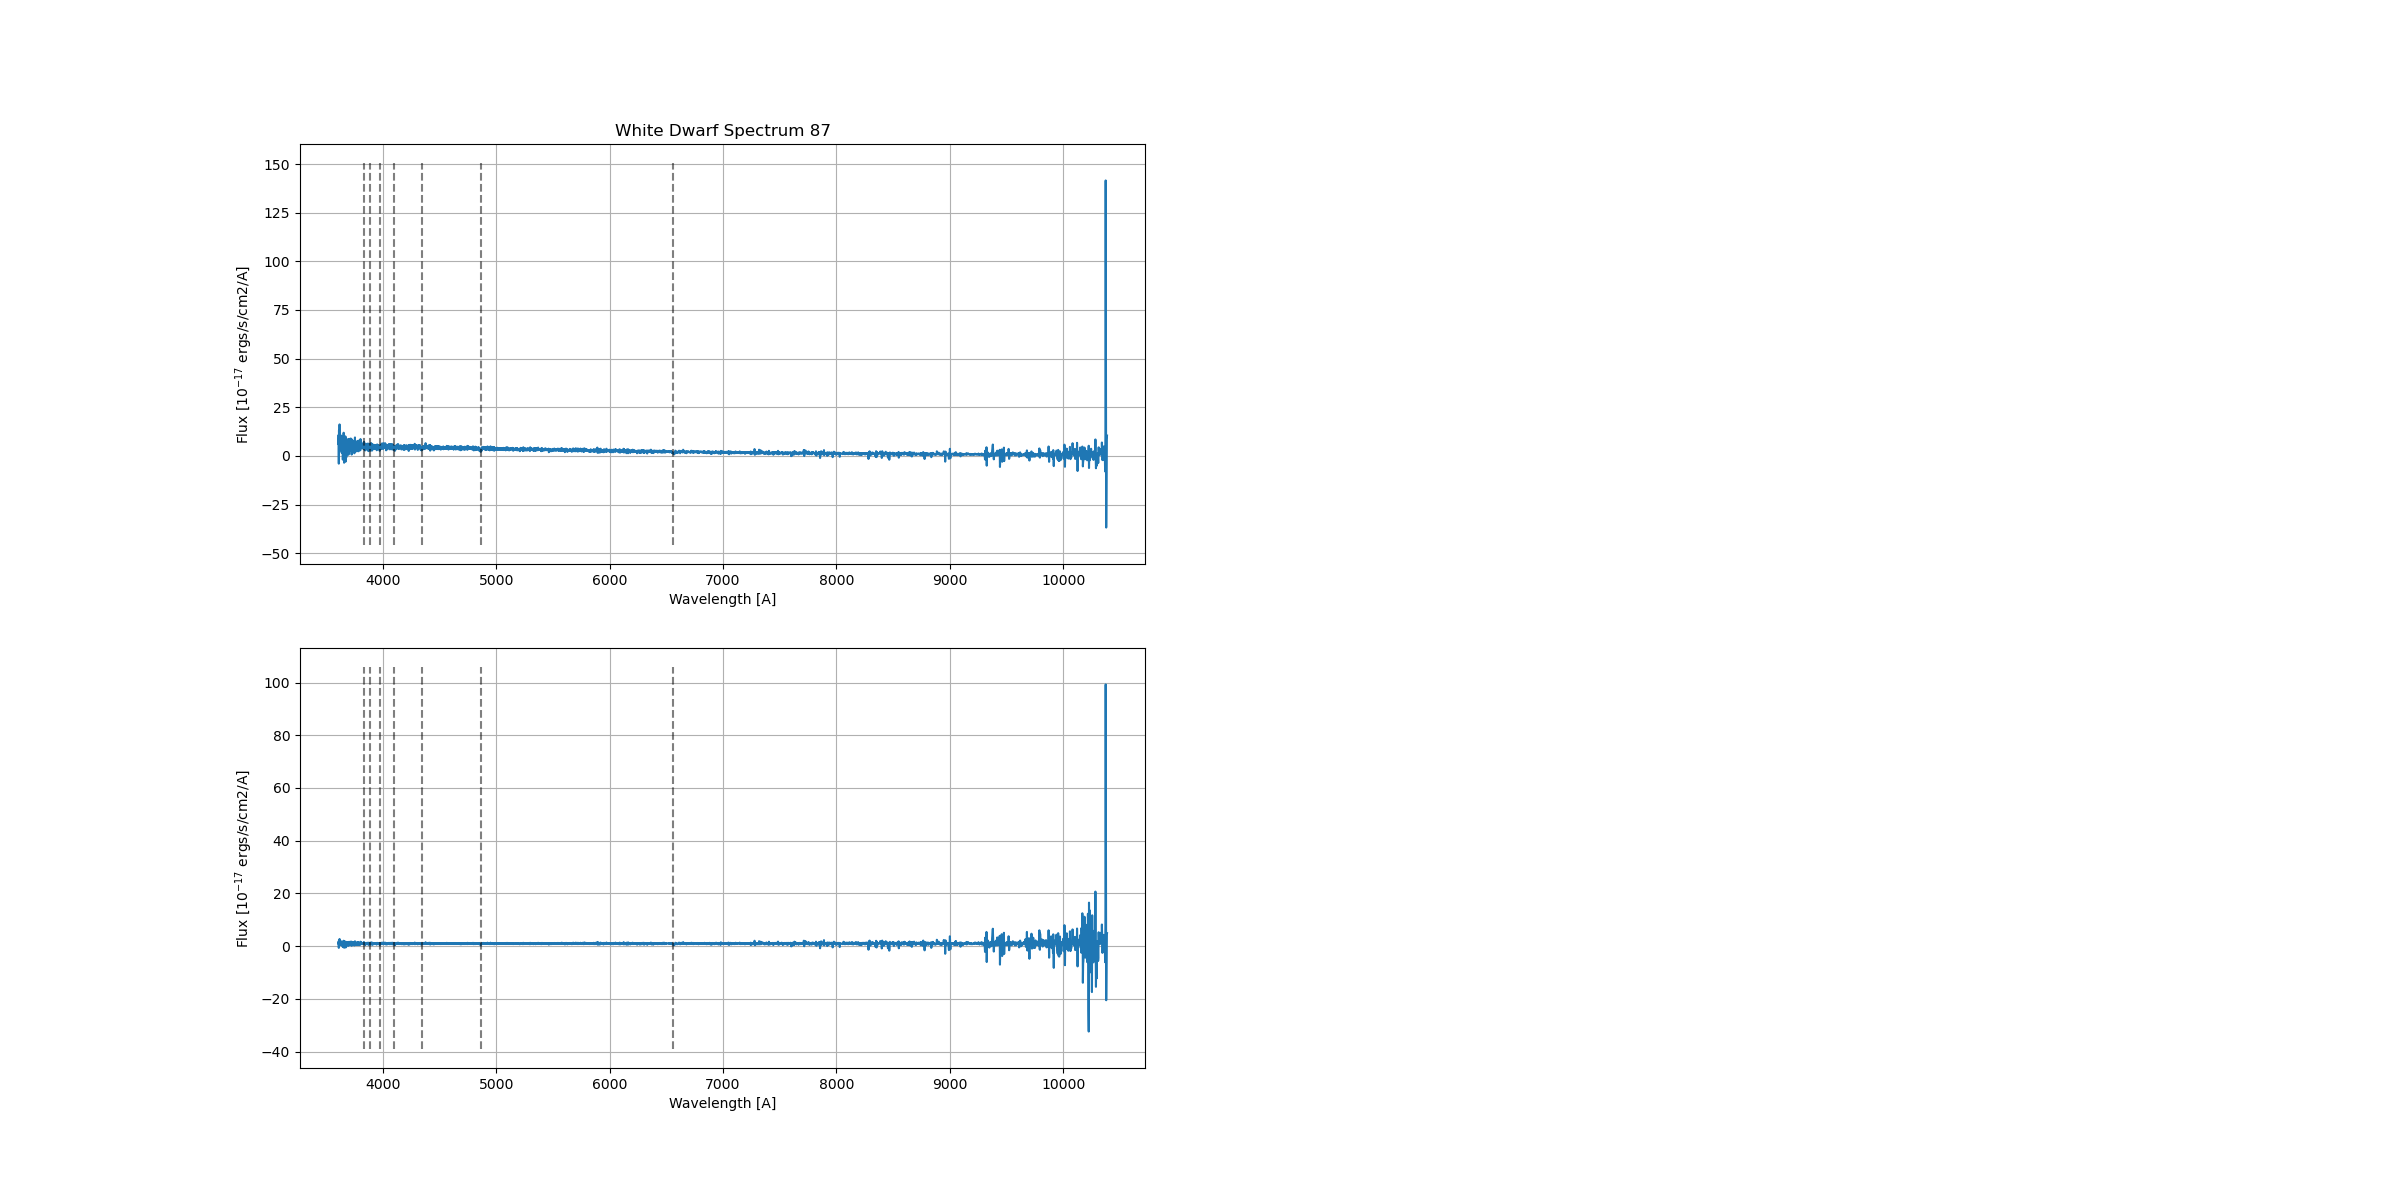 White Dwarf Spectrum 87
Flux [10⁻¹⁷ ergs/s/cm2/A]
150
125
100
75
50
25
0
−25
−50
4000 5000 6000 7000 8000 9000 10000
Wavelength [A]
Flux [10⁻¹⁷ ergs/s/cm2/A]
100
80
60
40
20
0
−20
−40
4000 5000 6000 7000 8000 9000 10000
Wavelength [A]